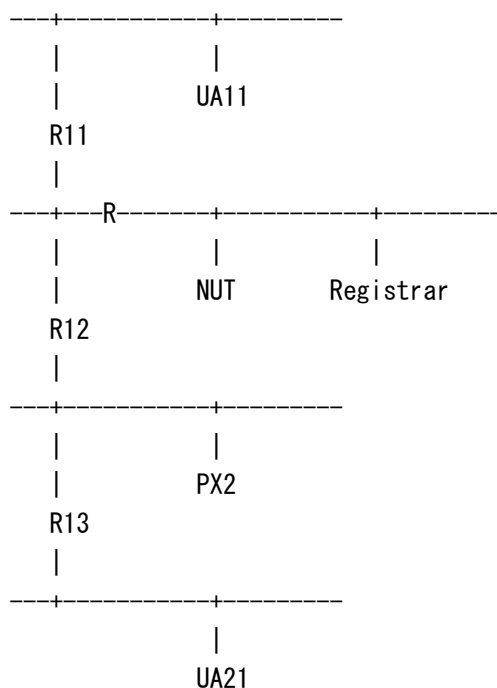 ---+----------+--------
|          |
|         UA11
R11
|
---+---R------+----------+--------
|          |          |
|         NUT     Registrar
R12
|
---+----------+--------
|          |
|         PX2
R13
|
---+----------+--------
|
UA21